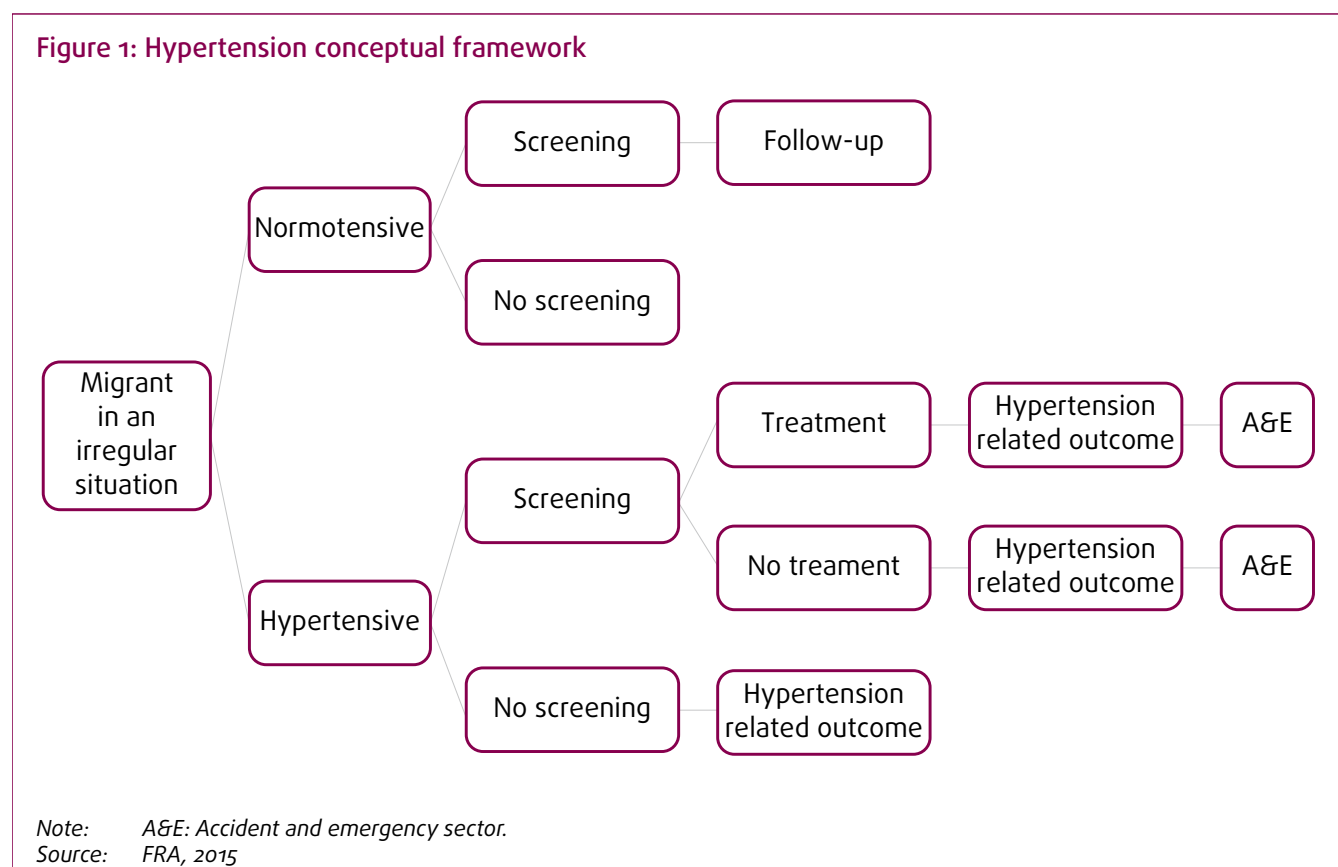 Figure 1: Hypertension conceptual framework
Screening
Follow-up
Normotensive
No screening
Migrant
in an
irregular
situation
Treatment
Hypertension
related outcome
A&E
Screening
No treament
Hypertension
related outcome
A&E
Hypertensive
No screening
Hypertension
related outcome
Note: A&E: Accident and emergency sector.
Source: FRA, 2015